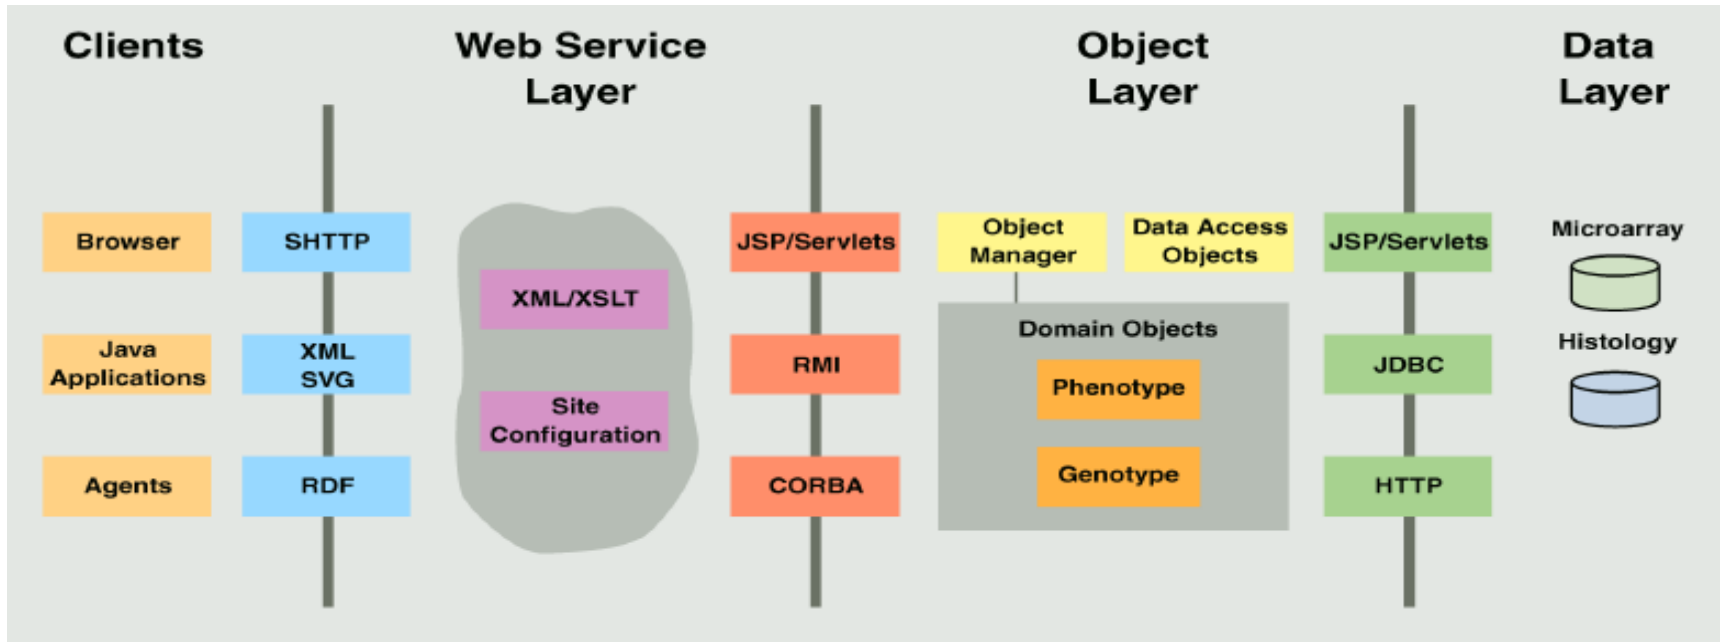 Clients
Web Service
Layer
Object
Layer
Data
Layer
Browser
Java
Applications
Agents
SHTTP
XML
SVG
RDF
XML/XSLT
Site
Configuration
JSP/Servlets
RMI
CORBA
Object
Manager
Data Access
Objects
Domain Objects
Phenotype
Genotype
JSP/Servlets
JDBC
HTTP
Microarray
Histology